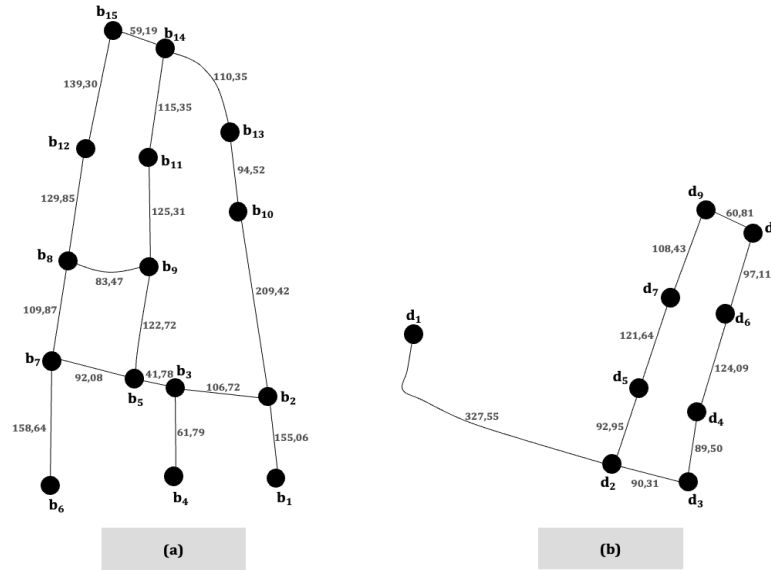 b15
59,19
b14
139,30
110,35
115,35
b12
b11
b13
94,52
129,85
125,31
b10
b8
b9
83,47
209,42
109,87
122,72
b7
92,08
41,78
b3
b5
106,72
b2
158,64
61,79
155,06
b6
b4
b1
(a)
d9
60,81
d
108,43
97,11
d7
d6
d1
121,64
124,09
d5
d4
327,55
92,95
89,50
d2
90,31
d3
(b)